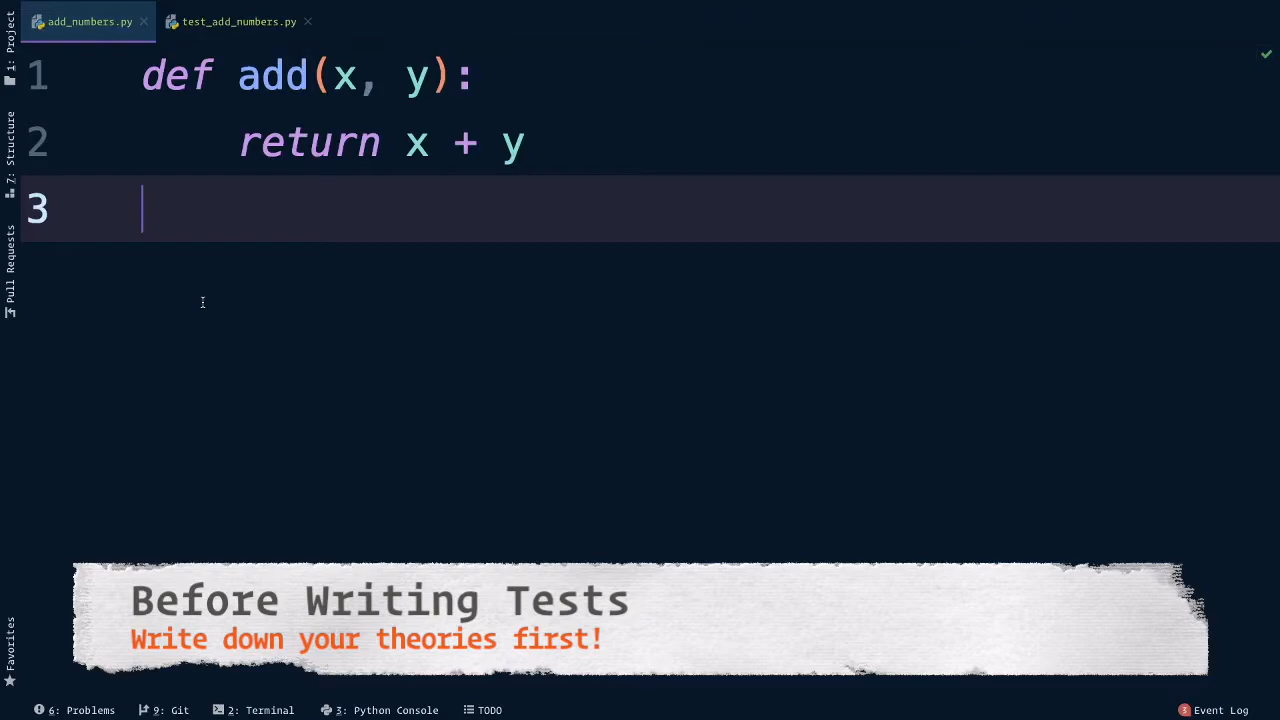 add_numbers.py
test_add_numbers.py
1: Project
7: Structure
Pull Requests
Favorites
1 def add(x, y):
2 return x + y
3
Before Writing Tests
Write down your theories first!
6: Problems
9: Git
2: Terminal
3: Python Console
TODO
3 Event Log